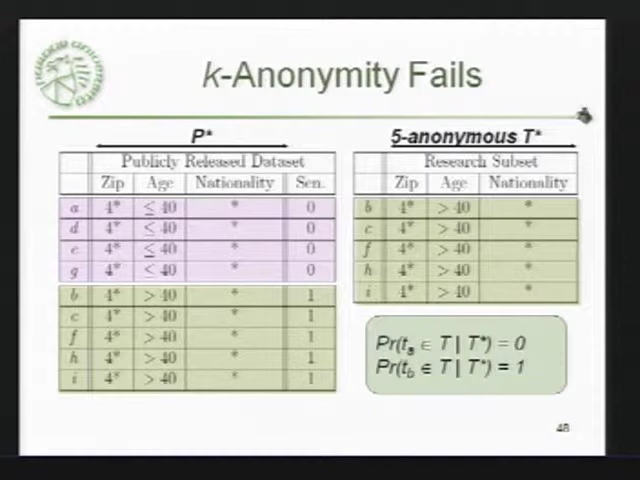 k-Anonymity Fails
P*
Publicly Released Dataset
Zip Age Nationality Sen.
a 4* ≤ 40 * 0
d 4* ≤ 40 * 0
e 4* ≤ 40 * 0
g 4* ≤ 40 * 0
b 4* > 40 * 1
c 4* > 40 * 1
f 4* > 40 * 1
h 4* > 40 * 1
i 4* > 40 * 1
5-anonymous T*
Research Subset
Zip Age Nationality
b 4* > 40 *
c 4* > 40 *
f 4* > 40 *
h 4* > 40 *
i 4* > 40 *
Pr(tₐ ∈ T | T*) = 0
Pr(t_b ∈ T | T*) = 1
48